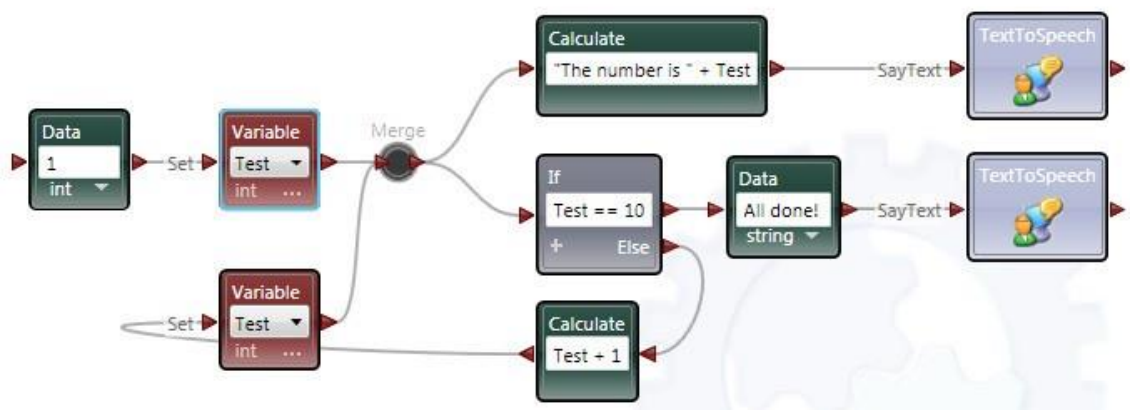 Calculate
"The number is " + Test
SayText
TextToSpeech
Data
1
int
Set
Variable
Test
int ...
Merge
If
Test == 10
+ Else
Data
All done!
string
SayText
TextToSpeech
Set
Variable
Test
int ...
Calculate
Test + 1